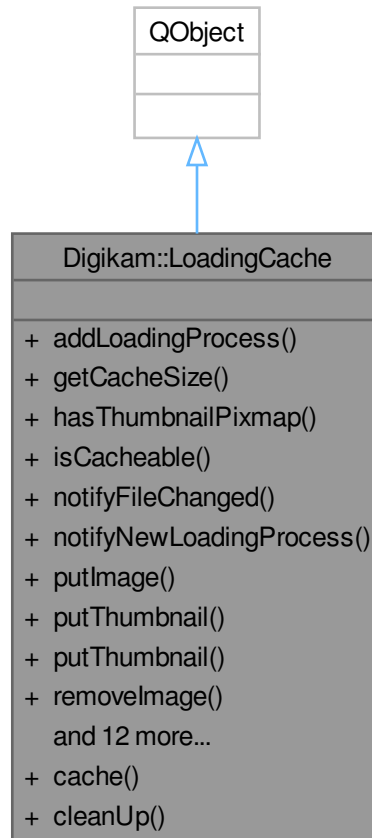 QObject
Digikam::LoadingCache
+ addLoadingProcess()
+ getCacheSize()
+ hasThumbnailPixmap()
+ isCacheable()
+ notifyFileChanged()
+ notifyNewLoadingProcess()
+ putImage()
+ putThumbnail()
+ putThumbnail()
+ removeImage()
and 12 more...
+ cache()
+ cleanUp()